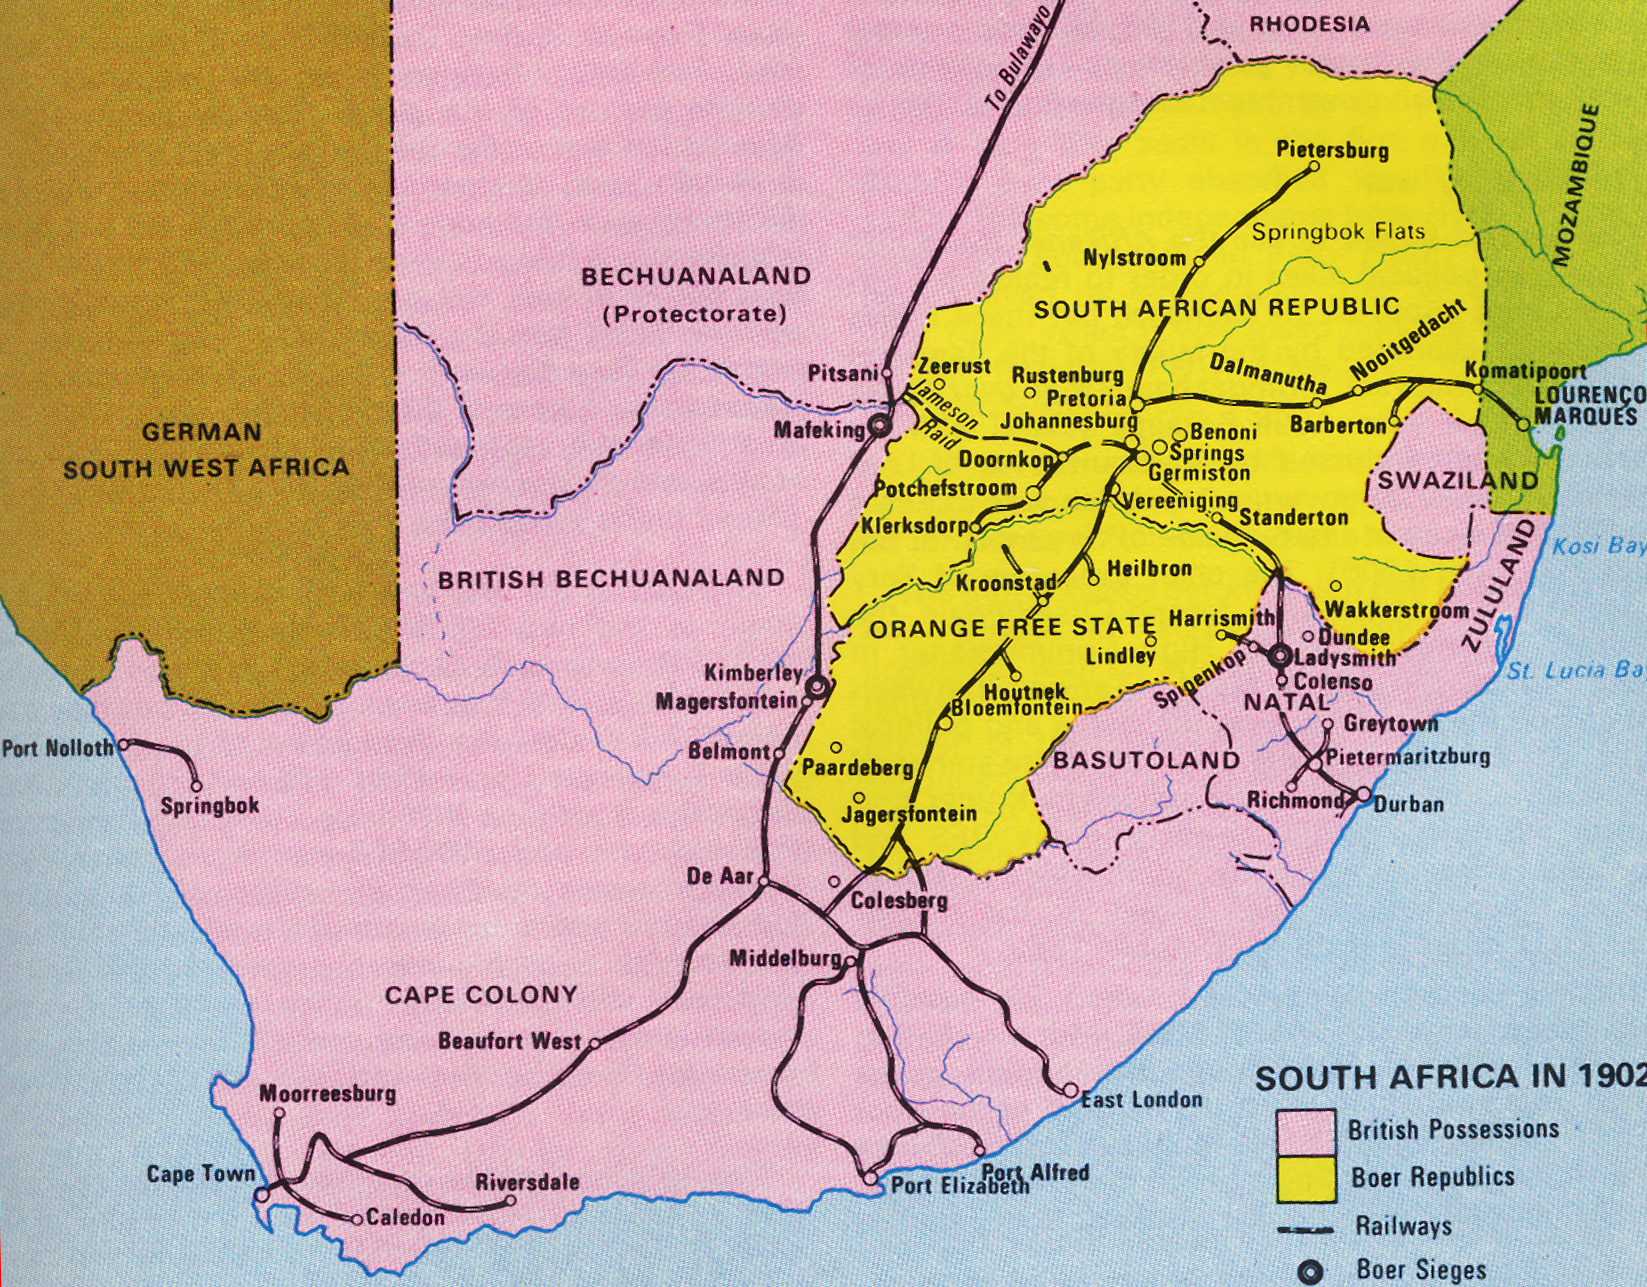 RHODESIA
To Bulawayo
MOZAMBIQUE
Pietersburg
Springbok Flats
Nylstroom
BECHUANALAND
(Protectorate)
SOUTH AFRICAN REPUBLIC
Pitsani
Zeerust
Rustenburg
Dalmanutha
Nooitgedacht
Komatipoort
Pretoria
LOURENÇO
MARQUES
Jameson
Raid
Johannesburg
Barberton
Mafeking
Benoni
Springs
Doornkop
Germiston
GERMAN
SOUTH WEST AFRICA
SWAZILAND
Potchefstroom
Vereeniging
Klerksdorp
Standerton
Kosi Bay
ZULULAND
BRITISH BECHUANALAND
Kroonstad
Heilbron
Wakkerstroom
ORANGE FREE STATE
Harrismith
Dundee
Lindley
Ladysmith
Spipenkop
St. Lucia Ba
Kimberley
Magersfontein
Colenso
Houtnek
Bloemfontein
NATAL
Greytown
Port Nolloth
Belmont
Paardeberg
BASUTOLAND
Pietermaritzburg
Springbok
Jagersfontein
Richmond
Durban
De Aar
Colesberg
Middelburg
CAPE COLONY
Beaufort West
Moorreesburg
East London
Cape Town
Riversdale
Caledon
Port Alfred
Port Elizabeth
SOUTH AFRICA IN 1902
British Possessions
Boer Republics
Railways
Boer Sieges